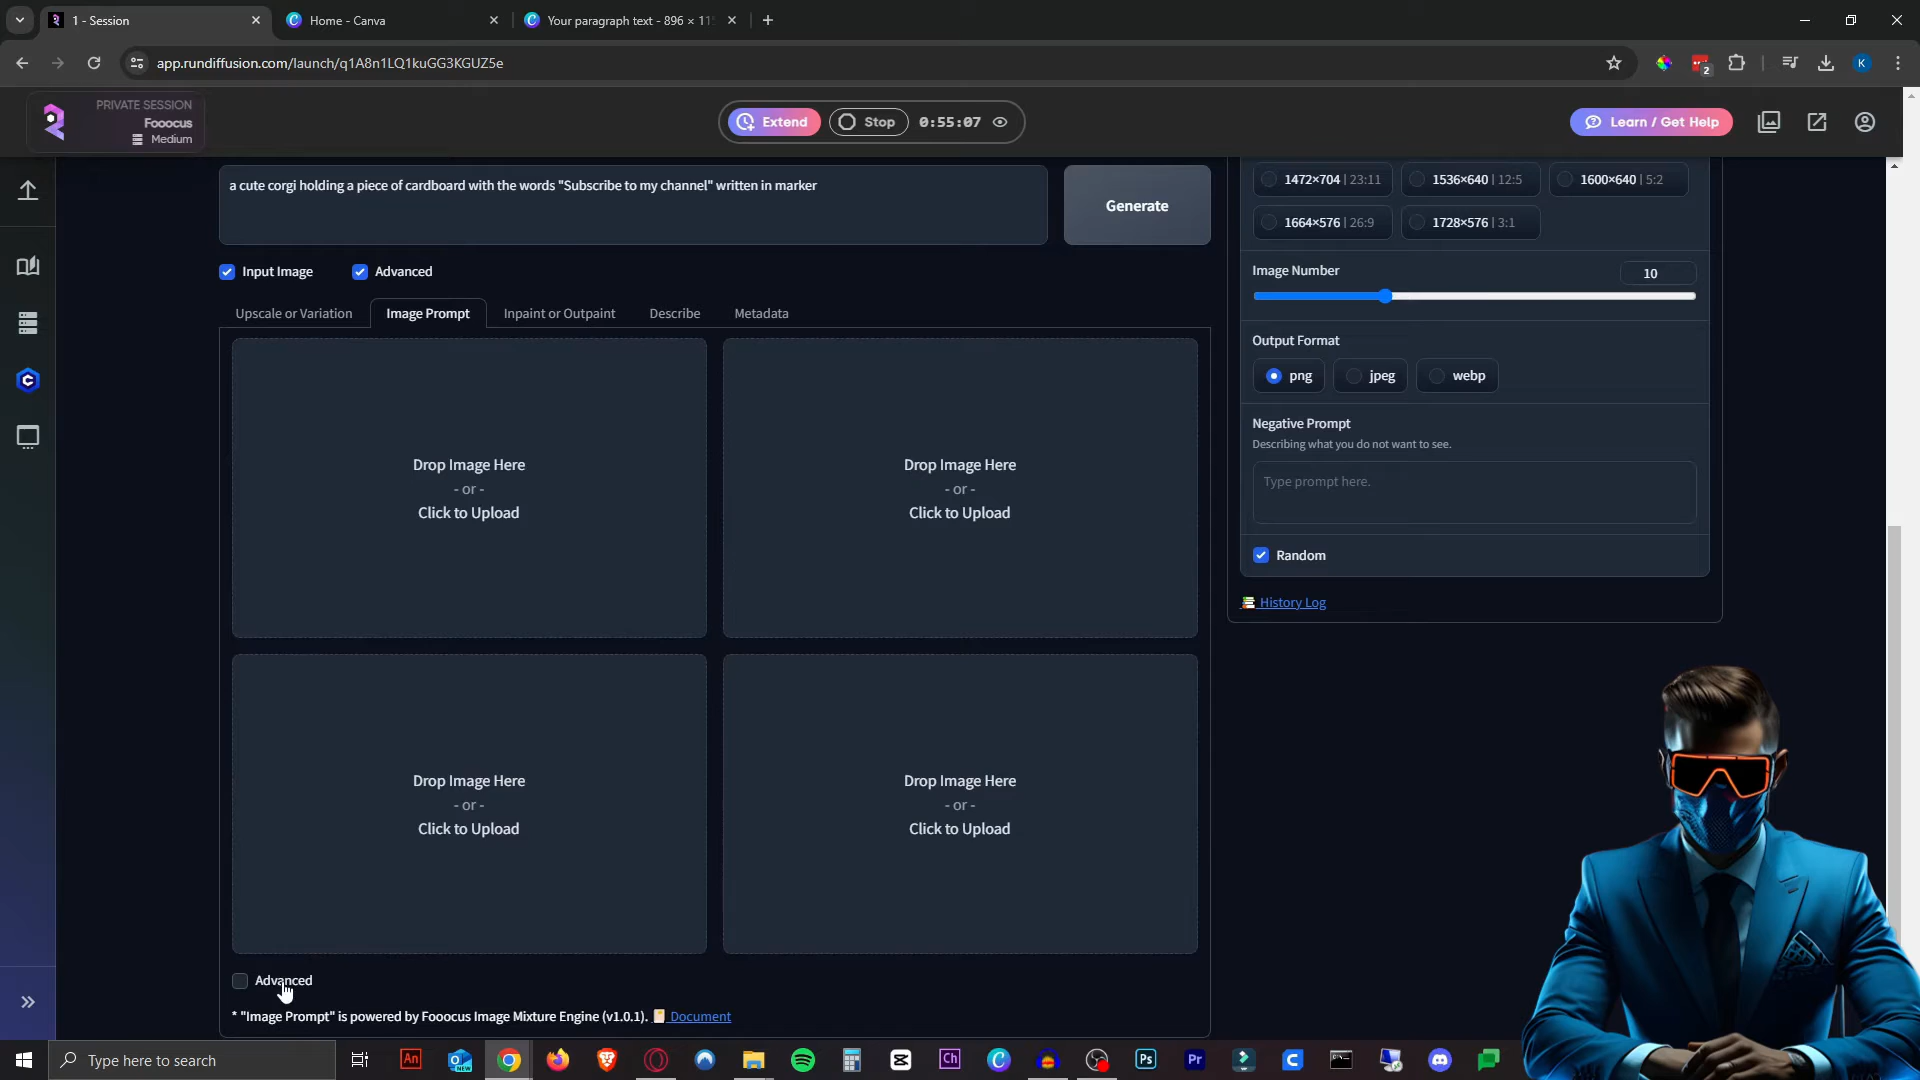 1 - Session
Home - Canva
Your paragraph text - 896 × 11
app.rundiffusion.com/launch/q1A8n1LQ1kuGG3KGUZ5e
2
K
PRIVATE SESSION
Fooocus
Medium
Extend
Stop
0:55:07
Learn / Get Help
a cute corgi holding a piece of cardboard with the words "Subscribe to my channel" written in marker
Generate
Input Image
Advanced
Upscale or Variation
Image Prompt
Inpaint or Outpaint
Describe
Metadata
Drop Image Here
- or -
Click to Upload
Drop Image Here
- or -
Click to Upload
Drop Image Here
- or -
Click to Upload
Drop Image Here
- or -
Click to Upload
Advanced
* "Image Prompt" is powered by Fooocus Image Mixture Engine (v1.0.1). Document
1472×704 | 23:11
1536×640 | 12:5
1600×640 | 5:2
1664×576 | 26:9
1728×576 | 3:1
Image Number
10
Output Format
png
jpeg
webp
Negative Prompt
Describing what you do not want to see.
Type prompt here.
Random
History Log
Type here to search
An
NEW
Ch
Ps
Pr